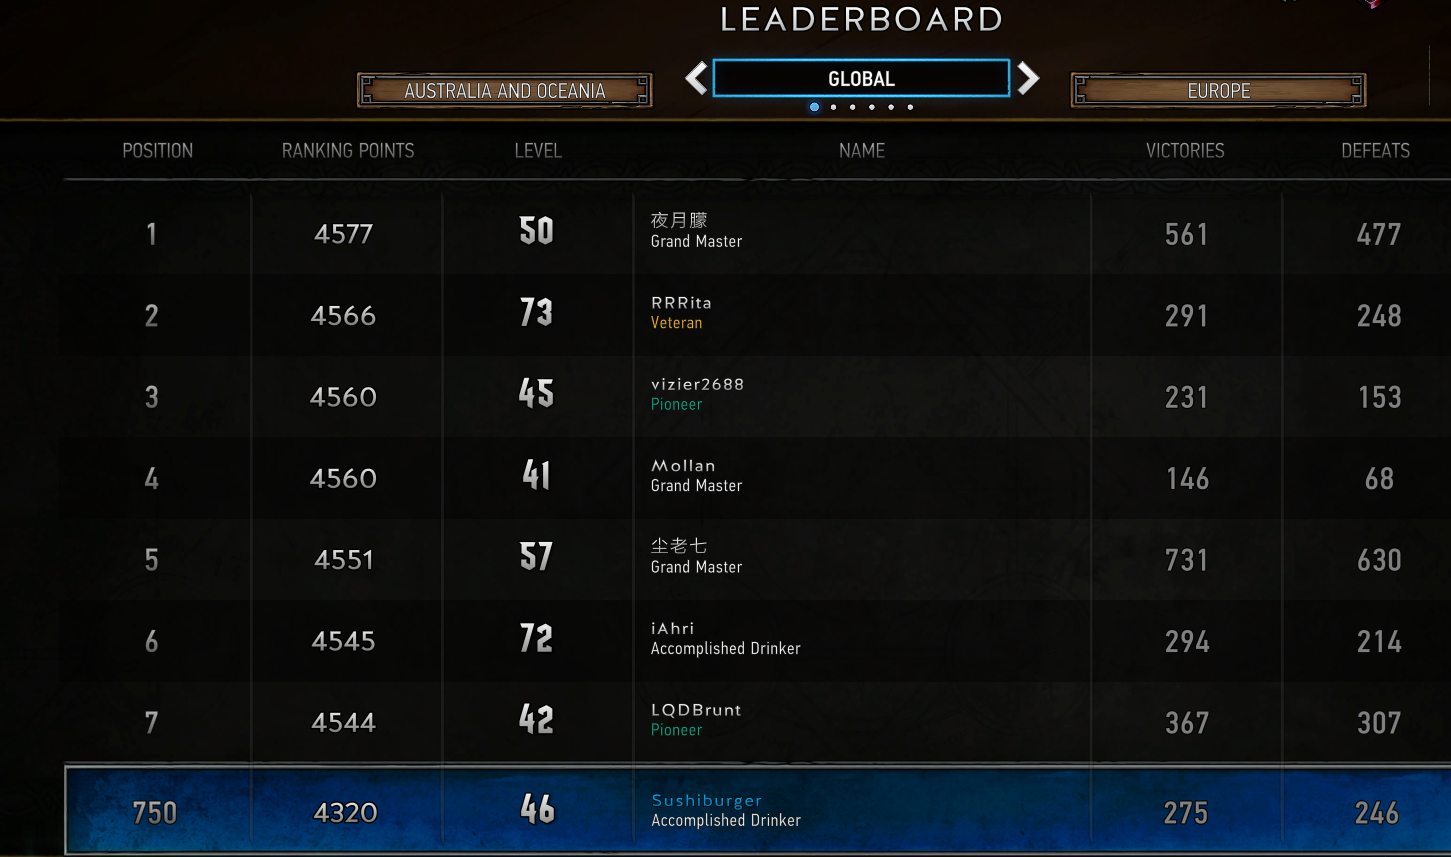 LEADERBOARD
AUSTRALIA AND OCEANIA
GLOBAL
EUROPE
POSITION RANKING POINTS LEVEL NAME VICTORIES DEFEATS
1 4577 50 夜月朦 561 477
Grand Master
2 4566 73 RRRita 291 248
Veteran
3 4560 45 vizier2688 231 153
Pioneer
4 4560 41 Mollan 146 68
Grand Master
5 4551 57 尘老七 731 630
Grand Master
6 4545 72 iAhri 294 214
Accomplished Drinker
7 4544 42 LQDBrunt 367 307
Pioneer
750 4320 46 Sushiburger 275 246
Accomplished Drinker